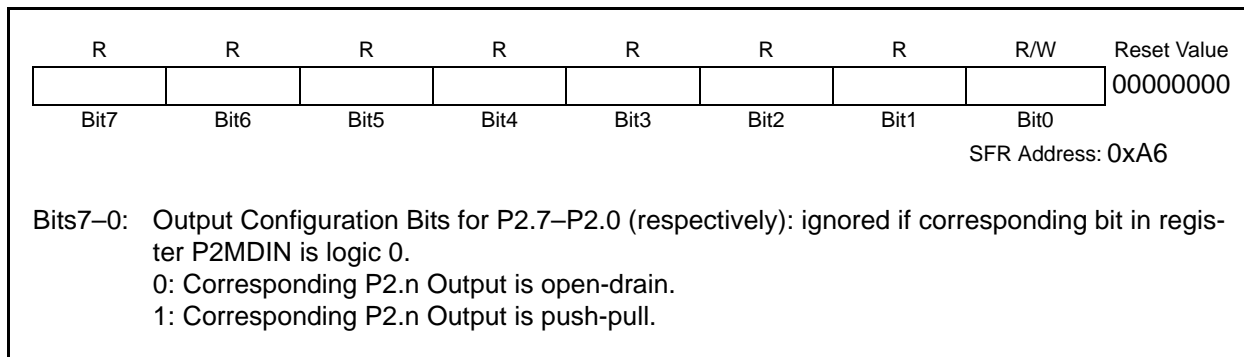 R R R R R R R R/W Reset Value
00000000
Bit7 Bit6 Bit5 Bit4 Bit3 Bit2 Bit1 Bit0
SFR Address: 0xA6
Bits7–0: Output Configuration Bits for P2.7–P2.0 (respectively): ignored if corresponding bit in regis-
ter P2MDIN is logic 0.
0: Corresponding P2.n Output is open-drain.
1: Corresponding P2.n Output is push-pull.